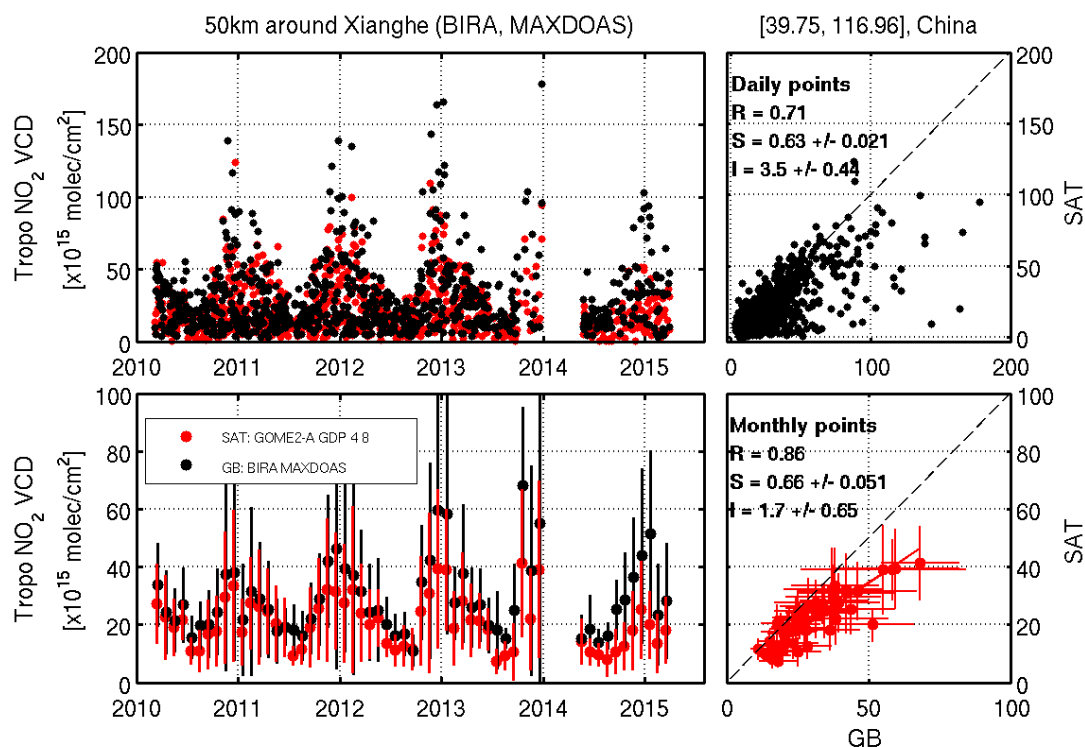 50km around Xianghe (BIRA, MAXDOAS)
[39.75, 116.96], China
Tropo NO2 VCD
[x10^15 molec/cm^2]
200
150
100
50
0
2010 2011 2012 2013 2014 2015
Daily points
R = 0.71
S = 0.63 +/- 0.021
I = 3.5 +/- 0.44
200
150
100
50
0
SAT
0 100 200
Tropo NO2 VCD
[x10^15 molec/cm^2]
100
80
60
40
20
0
SAT: GOME2-A GDP 4 8
GB: BIRA MAXDOAS
2010 2011 2012 2013 2014 2015
Monthly points
R = 0.86
S = 0.66 +/- 0.051
I = 1.7 +/- 0.65
100
80
60
40
20
0
SAT
0 50 100
GB